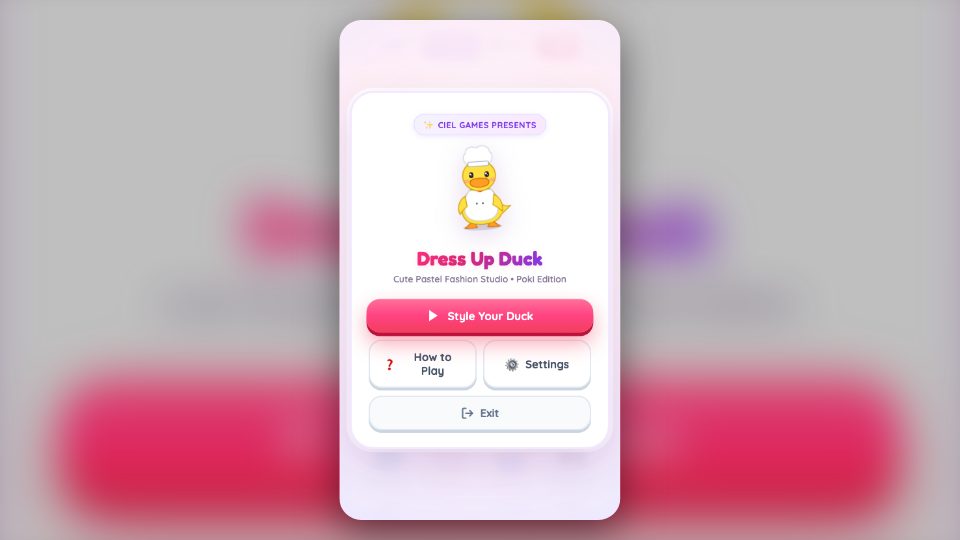 ✨ CIEL GAMES PRESENTS
Dress Up Duck
Cute Pastel Fashion Studio • Poki Edition
Style Your Duck
❓ How to
Play
Settings
Exit